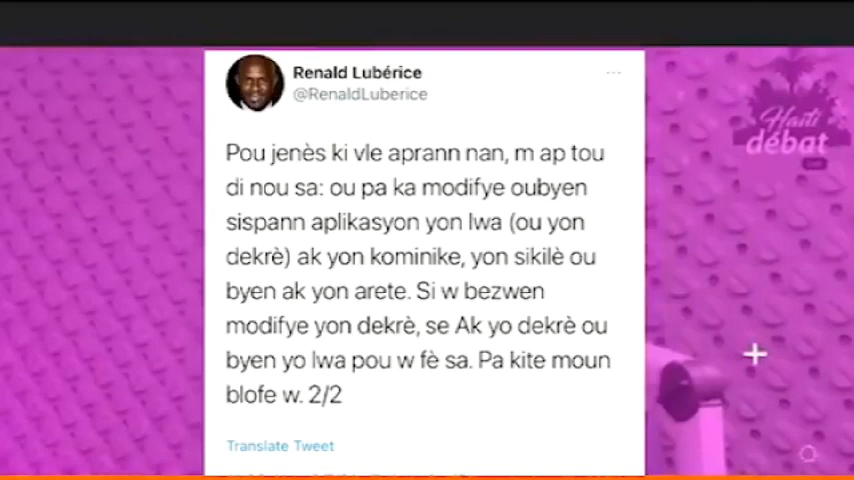 Renald Lubérice
@RenaldLuberice
Haiti
débat
Pou jenès ki vle aprann nan, m ap tou
di nou sa: ou pa ka modifye oubyen
sispann aplikasyon yon lwa (ou yon
dekrè) ak yon kominike, yon sikilè ou
byen ak yon arete. Si w bezwen
modifye yon dekrè, se Ak yo dekrè ou
byen yo lwa pou w fè sa. Pa kite moun
blofe w. 2/2
Translate Tweet